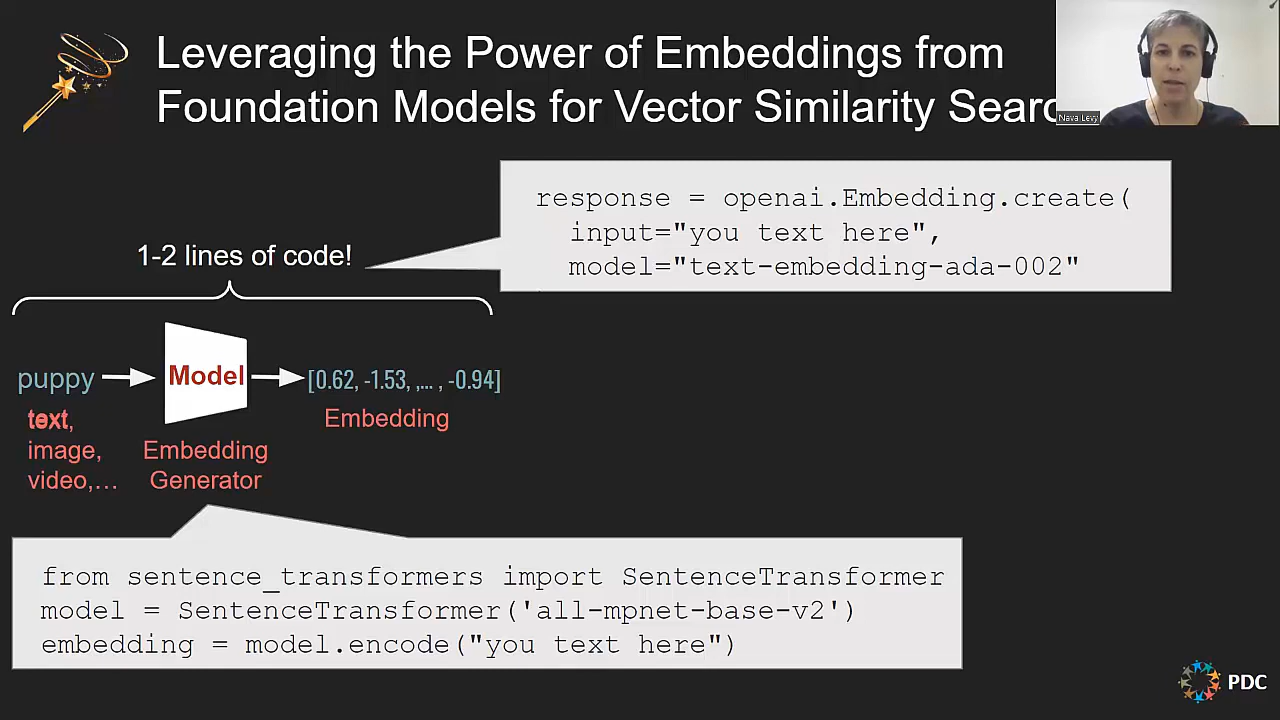 Leveraging the Power of Embeddings from
Foundation Models for Vector Similarity Searc
Nava Levy
response = openai.Embedding.create(
input="you text here",
model="text-embedding-ada-002"
1-2 lines of code!
puppy
Model
[0.62, -1.53, ,... , -0.94]
text,
image,
video,...
Embedding
Generator
Embedding
from sentence_transformers import SentenceTransformer
model = SentenceTransformer('all-mpnet-base-v2')
embedding = model.encode("you text here")
PDC